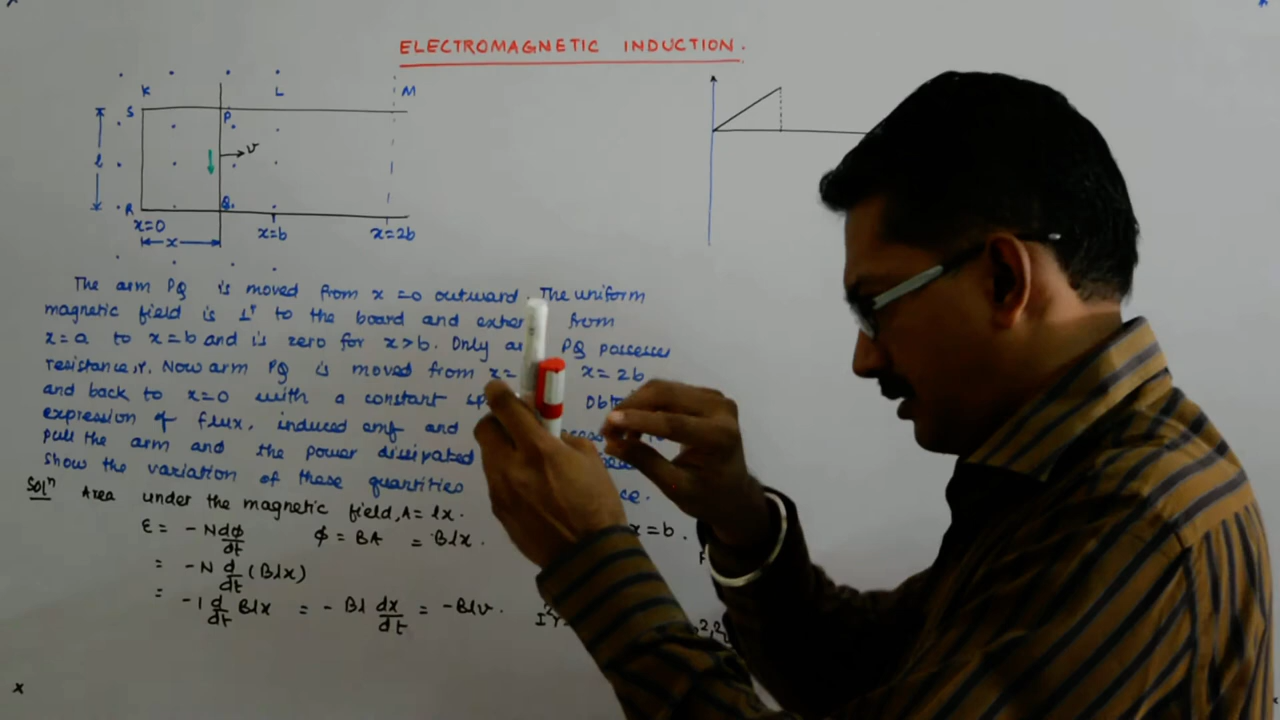 ELECTROMAGNETIC INDUCTION.
K L M
S P
l v
R Q
x=0 x=b x=2b
x
The arm PQ is moved from x=0 outward. The uniform
magnetic field is ⊥r to the board and from
x=a to x=b and is zero for x>b. Only PQ possesses
resistance, r. Now arm PQ is moved from x= x=2b
and back to x=0 with a constant
expression of flux, induced emf and
pull the arm and the power dissipated
show the variation of these quantities
Solⁿ Area under the magnetic field, A = lx. x=b.
ε = -N dφ/dt φ = BA = Blx.
= -N d/dt (Blx)
= -1 d/dt Blx = -Bl dx/dt = -Blv.
x